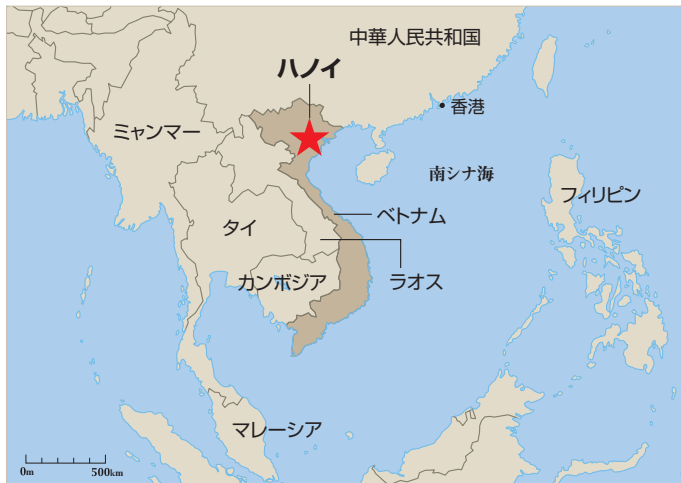 中華人民共和国
ハノイ
香港
ミャンマー
南シナ海
フィリピン
ベトナム
タイ
カンボジア
ラオス
マレーシア
0m 500km